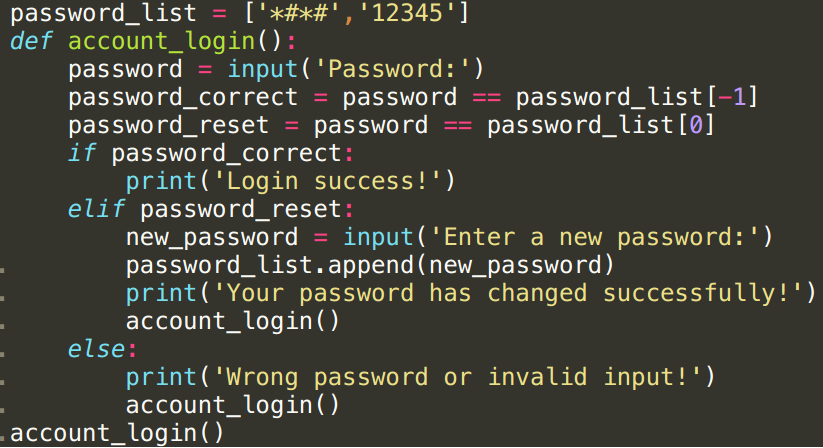 password_list = ['*#*#','12345']
def account_login():
    password = input('Password:')
    password_correct = password == password_list[-1]
    password_reset = password == password_list[0]
    if password_correct:
        print('Login success!')
    elif password_reset:
        new_password = input('Enter a new password:')
        password_list.append(new_password)
        print('Your password has changed successfully!')
        account_login()
    else:
        print('Wrong password or invalid input!')
        account_login()
account_login()